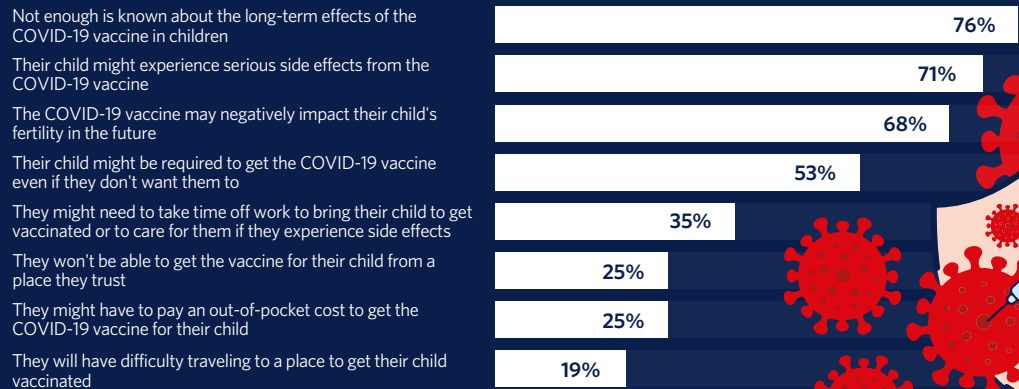 Not enough is known about the long-term effects of the
COVID-19 vaccine in children
76%
Their child might experience serious side effects from the
COVID-19 vaccine
71%
The COVID-19 vaccine may negatively impact their child's
fertility in the future
68%
Their child might be required to get the COVID-19 vaccine
even if they don't want them to
53%
They might need to take time off work to bring their child to get
vaccinated or to care for them if they experience side effects
35%
They won't be able to get the vaccine for their child from a
place they trust
25%
They might have to pay an out-of-pocket cost to get the
COVID-19 vaccine for their child
25%
They will have difficulty traveling to a place to get their child
vaccinated
19%